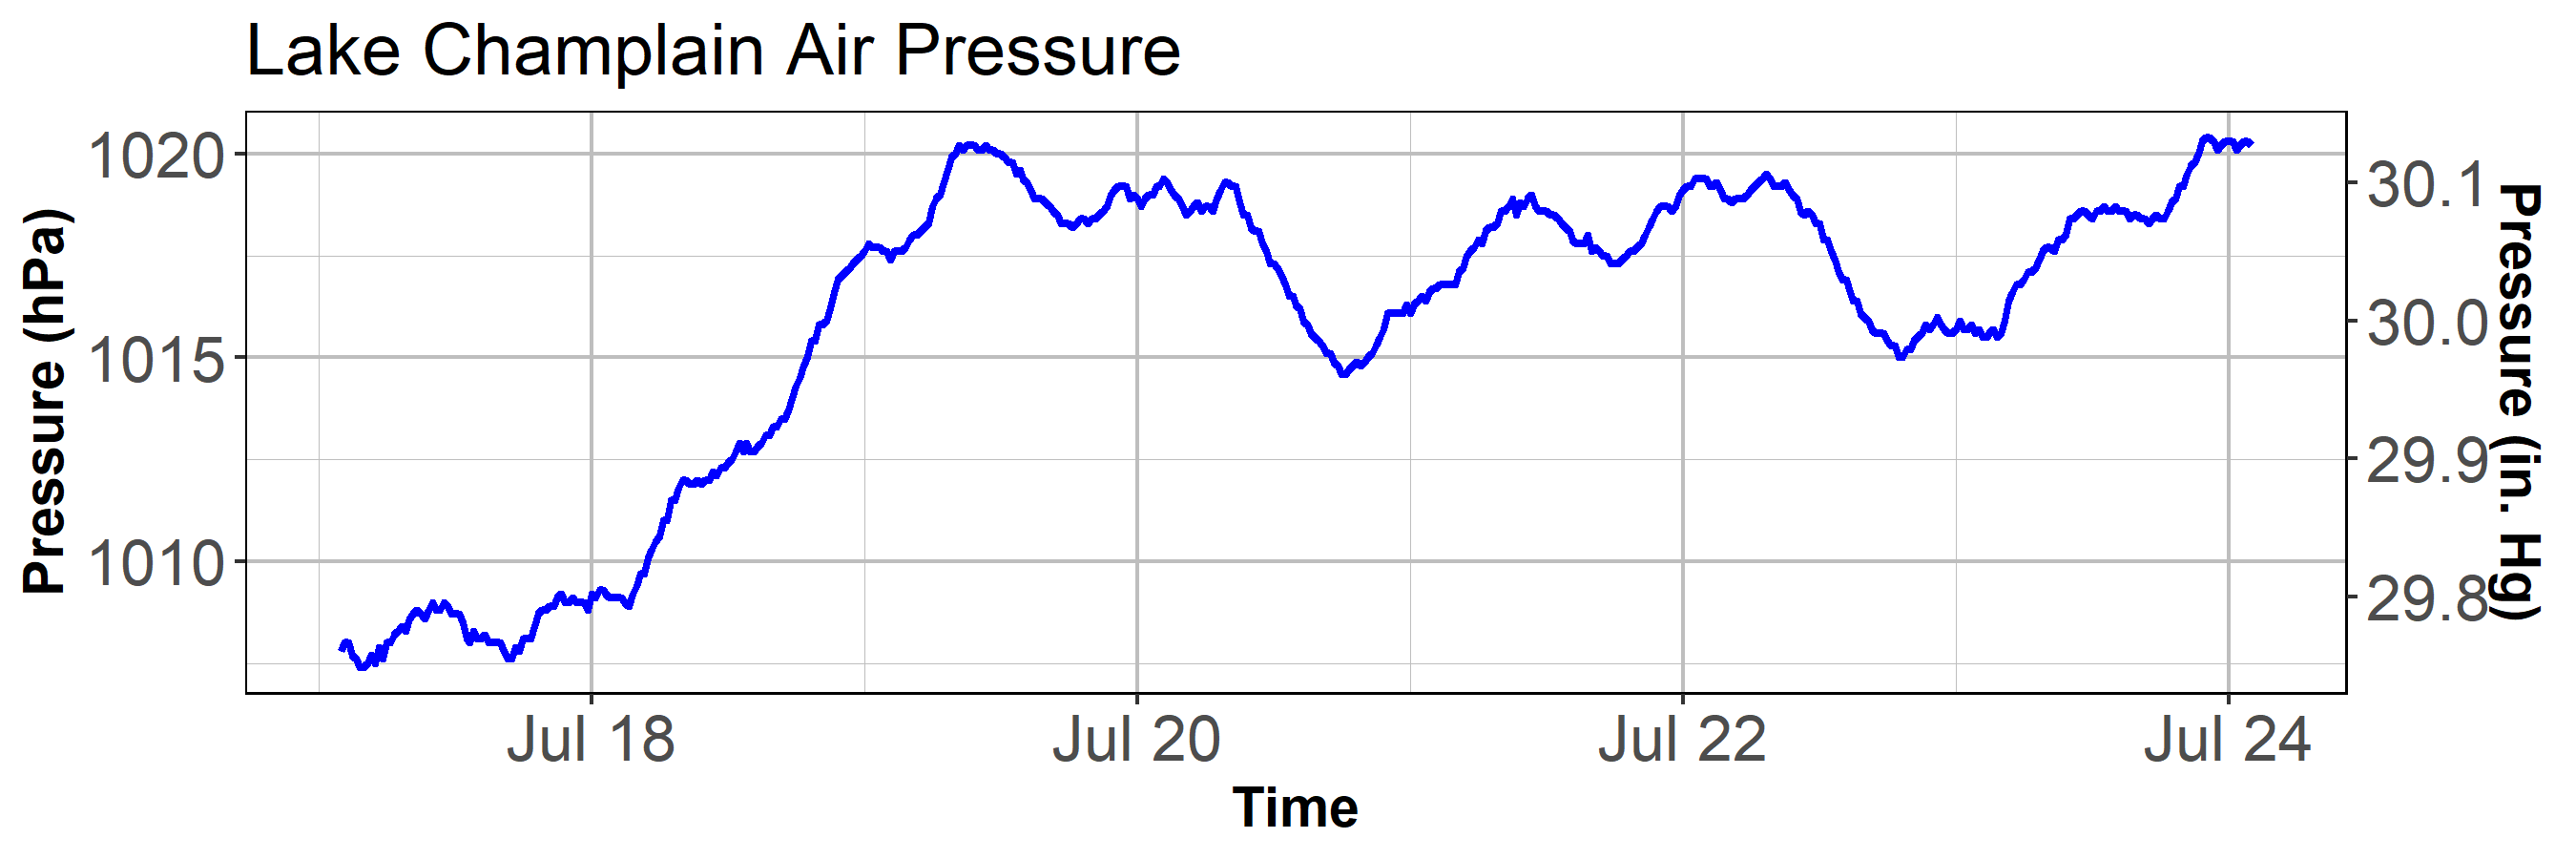 Lake Champlain Air Pressure
1020
1015
1010
Pressure (hPa)
30.1
30.0
29.9
29.8
Pressure (in. Hg)
Jul 18
Jul 20
Jul 22
Jul 24
Time